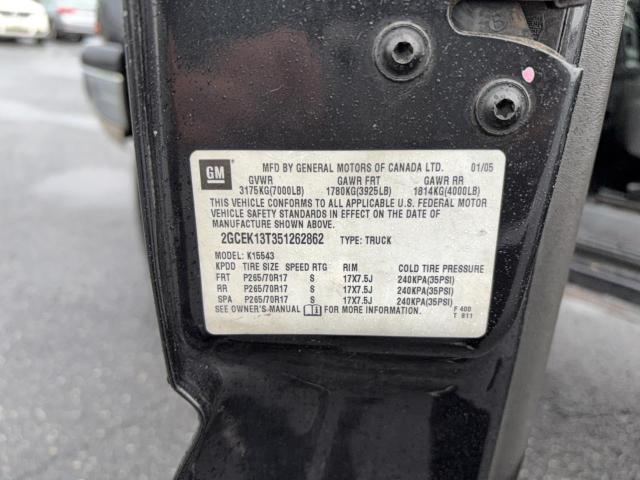 GM
MFD BY GENERAL MOTORS OF CANADA LTD. 01/05
GVWR GAWR FRT GAWR RR
3175KG(7000LB) 1780KG(3925LB) 1814KG(4000LB)
THIS VEHICLE CONFORMS TO ALL APPLICABLE U.S. FEDERAL MOTOR
VEHICLE SAFETY STANDARDS IN EFFECT ON THE DATE OF
MANUFACTURE SHOWN ABOVE.
2GCEK13T351262862 TYPE: TRUCK
MODEL: K15543
KPDD TIRE SIZE SPEED RTG RIM COLD TIRE PRESSURE
FRT P265/70R17 S 17X7.5J 240KPA(35PSI)
RR P265/70R17 S 17X7.5J 240KPA(35PSI)
SPA P265/70R17 S 17X7.5J 240KPA(35PSI)
SEE OWNER'S MANUAL FOR MORE INFORMATION.
F 400
T 811